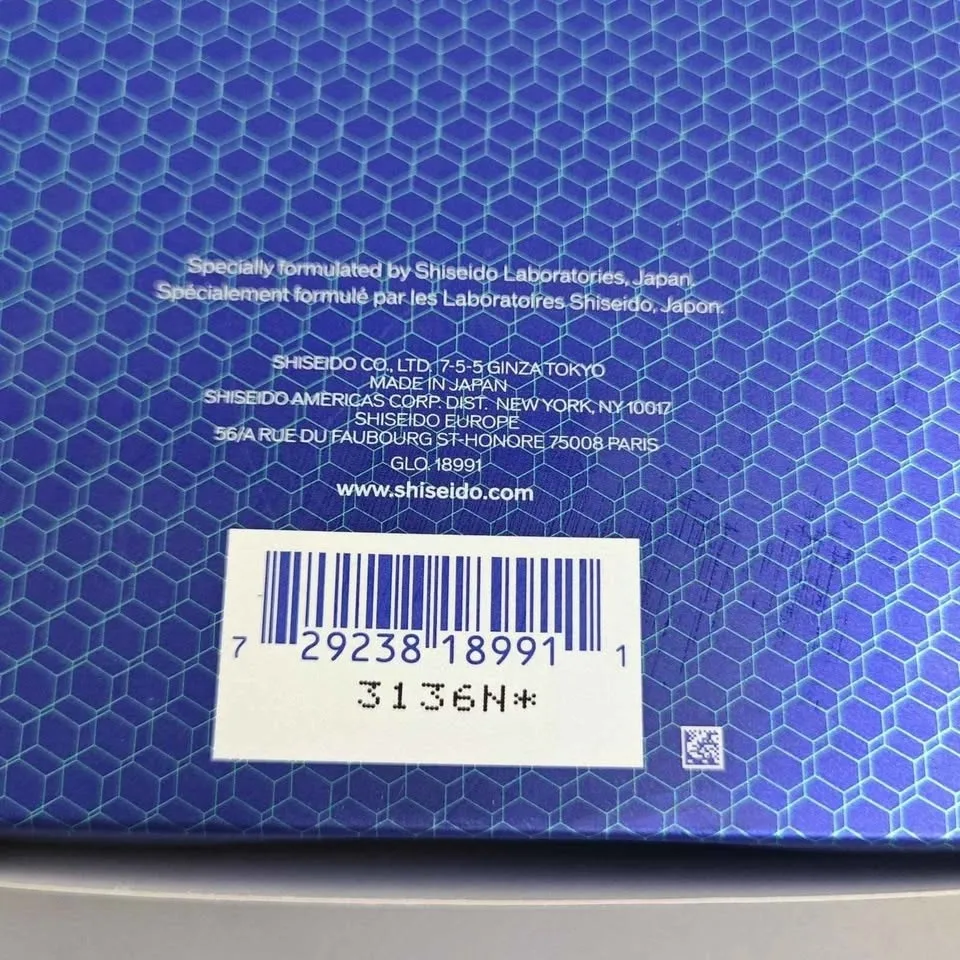 Specially formulated by Shiseido Laboratories, Japan.
Spécialement formulé par les Laboratoires Shiseido, Japon.
SHISEIDO CO., LTD. 7-5-5 GINZA TOKYO
MADE IN JAPAN
SHISEIDO AMERICAS CORP. DIST. NEW YORK, NY 10017
SHISEIDO EUROPE
56/A RUE DU FAUBOURG ST-HONORE 75008 PARIS
GLO. 18991
www.shiseido.com
7 29238 18991 1
3136N*